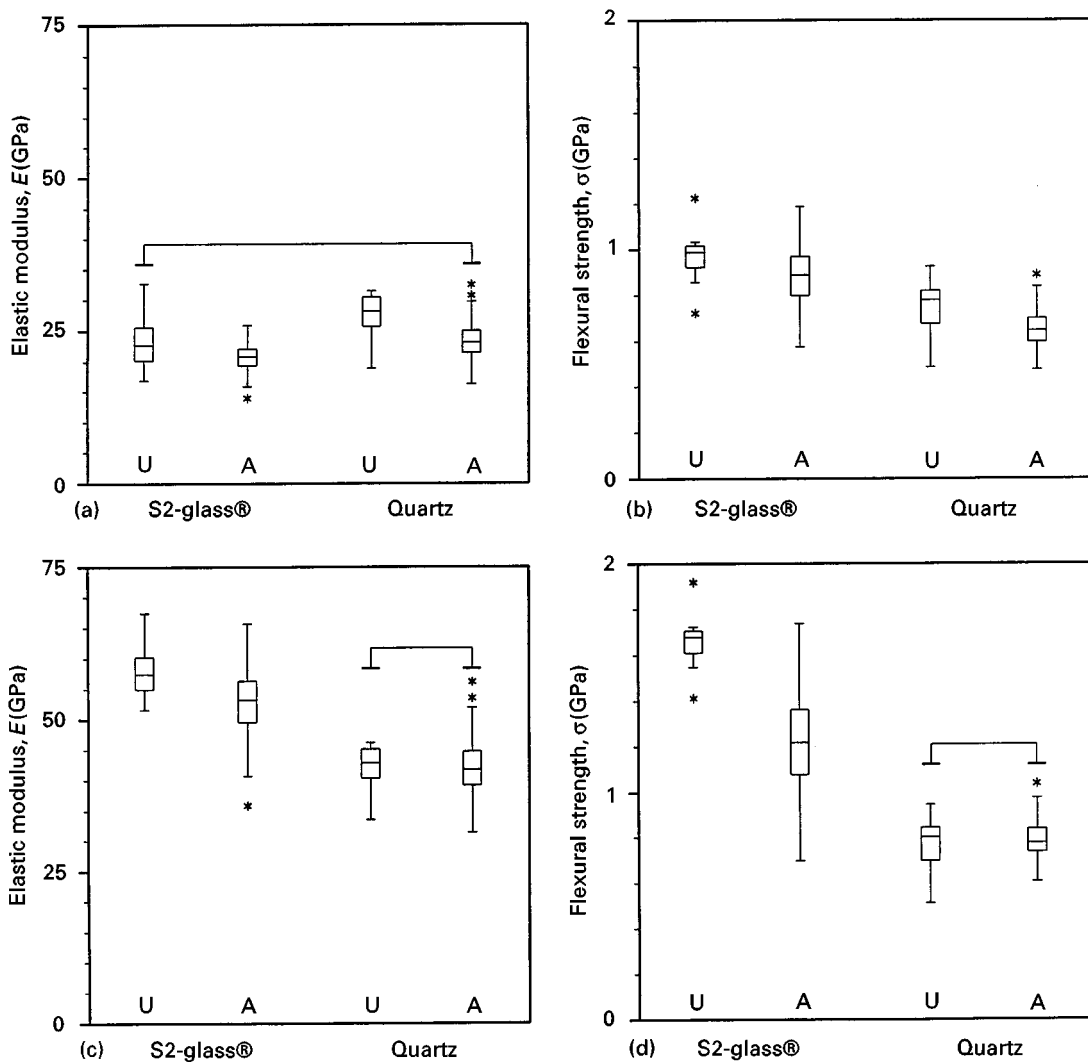 75
50
25
0
Elastic modulus, E(GPa)
U A U A
(a) S2-glass® Quartz
2
1
0
Flexural strength, σ(GPa)
* * *
U A U A
(b) S2-glass® Quartz
75
50
25
0
Elastic modulus, E(GPa)
U A U A
(c) S2-glass® Quartz
2
1
0
Flexural strength, σ(GPa)
U A U A
(d) S2-glass® Quartz